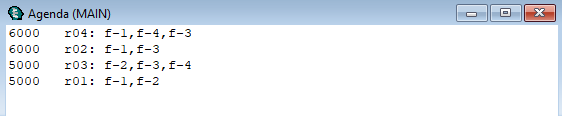 Agenda (MAIN)
6000 r04: f-1,f-4,f-3
6000 r02: f-1,f-3
5000 r03: f-2,f-3,f-4
5000 r01: f-1,f-2